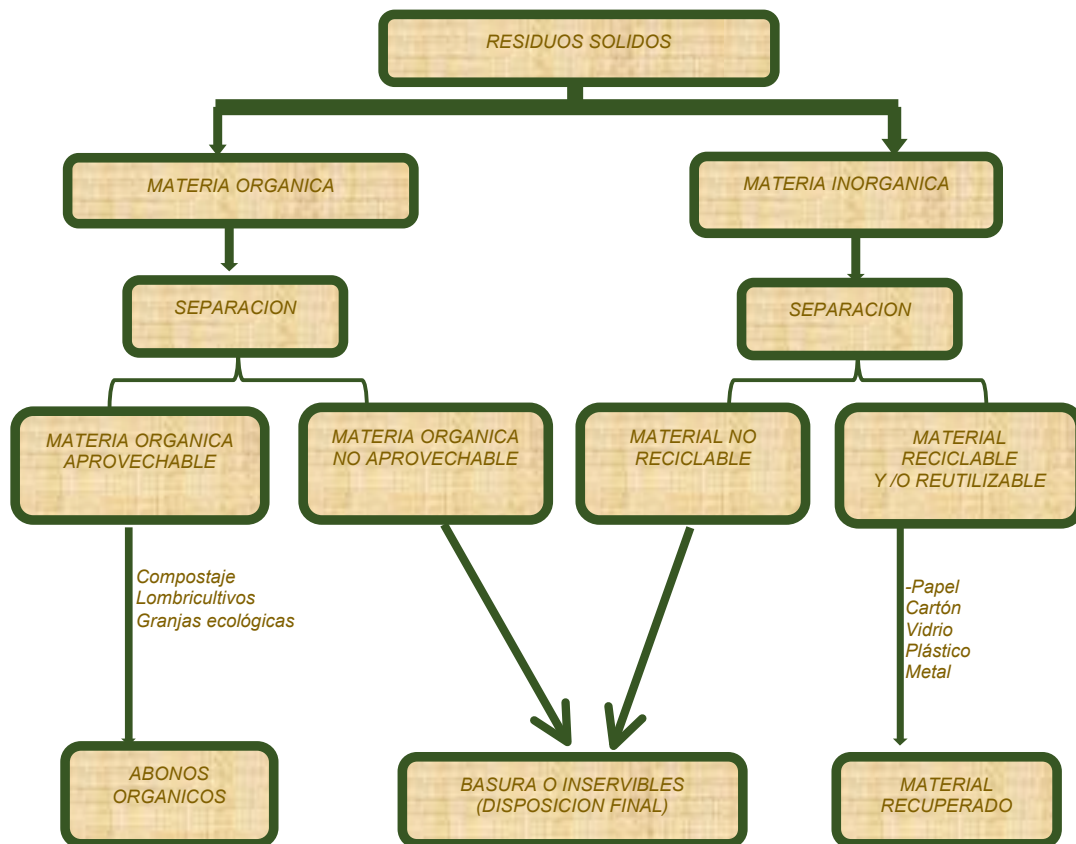 RESIDUOS SOLIDOS
MATERIA ORGANICA
MATERIA INORGANICA
SEPARACION
SEPARACION
MATERIA ORGANICA
APROVECHABLE
MATERIA ORGANICA
NO APROVECHABLE
MATERIAL NO
RECICLABLE
MATERIAL
RECICLABLE
Y /O REUTILIZABLE
Compostaje
Lombricultivos
Granjas ecológicas
-Papel
Cartón
Vidrio
Plástico
Metal
ABONOS
ORGANICOS
BASURA O INSERVIBLES
(DISPOSICION FINAL)
MATERIAL
RECUPERADO